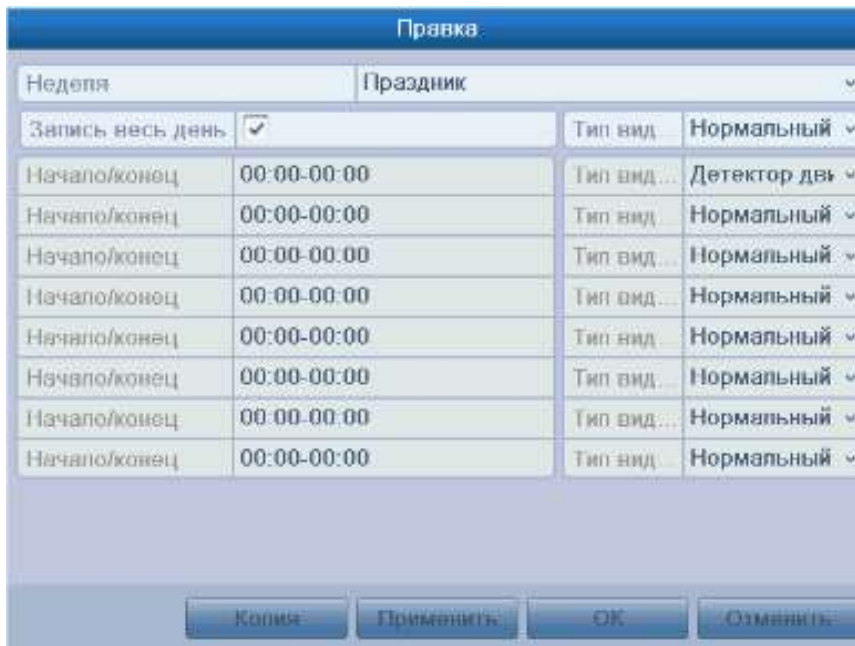 Правка
Неделя Праздник
Запись весь день Тип вид... Нормальный
Начало/конец 00:00-00:00 Тип вид... Детектор дви
Начало/конец 00:00-00:00 Тип вид... Нормальный
Начало/конец 00:00-00:00 Тип вид... Нормальный
Начало/конец 00:00-00:00 Тип вид... Нормальный
Начало/конец 00:00-00:00 Тип вид... Нормальный
Начало/конец 00:00-00:00 Тип вид... Нормальный
Начало/конец 00:00-00:00 Тип вид... Нормальный
Начало/конец 00:00-00:00 Тип вид... Нормальный
Копия Применить OK Отменить